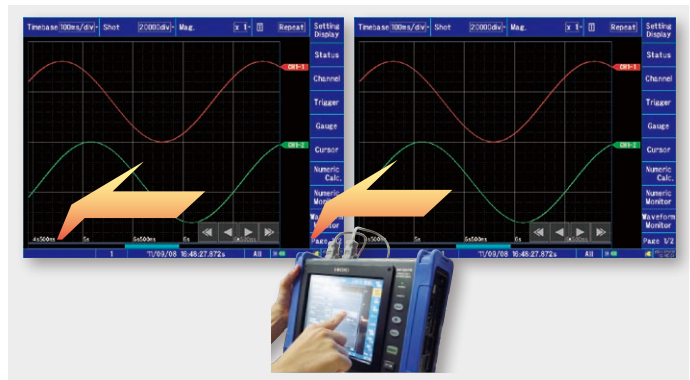 Timebase 100ms/div Shot 20000div Mag. x 1 Repeat Setting
Display
Status
CH1-1
Channel
Trigger
Gauge
CH1-2
Cursor
Numeric
Calc.
Numeric
Monitor
Waveform
Monitor
4s500ms 5s 5s500ms 6s 6s500ms Page 1/2
1 '11/09/08 16:48:27.872s All
Timebase 100ms/div Shot 20000div Mag. x 1 Repeat Setting
Display
Status
CH1-1
Channel
Trigger
Gauge
CH1-2
Cursor
Numeric
Calc.
Numeric
Monitor
Waveform
Monitor
5s 5s500ms 6s Page 1/2
'11/09/08 16:48:27.872s All
HIOKI